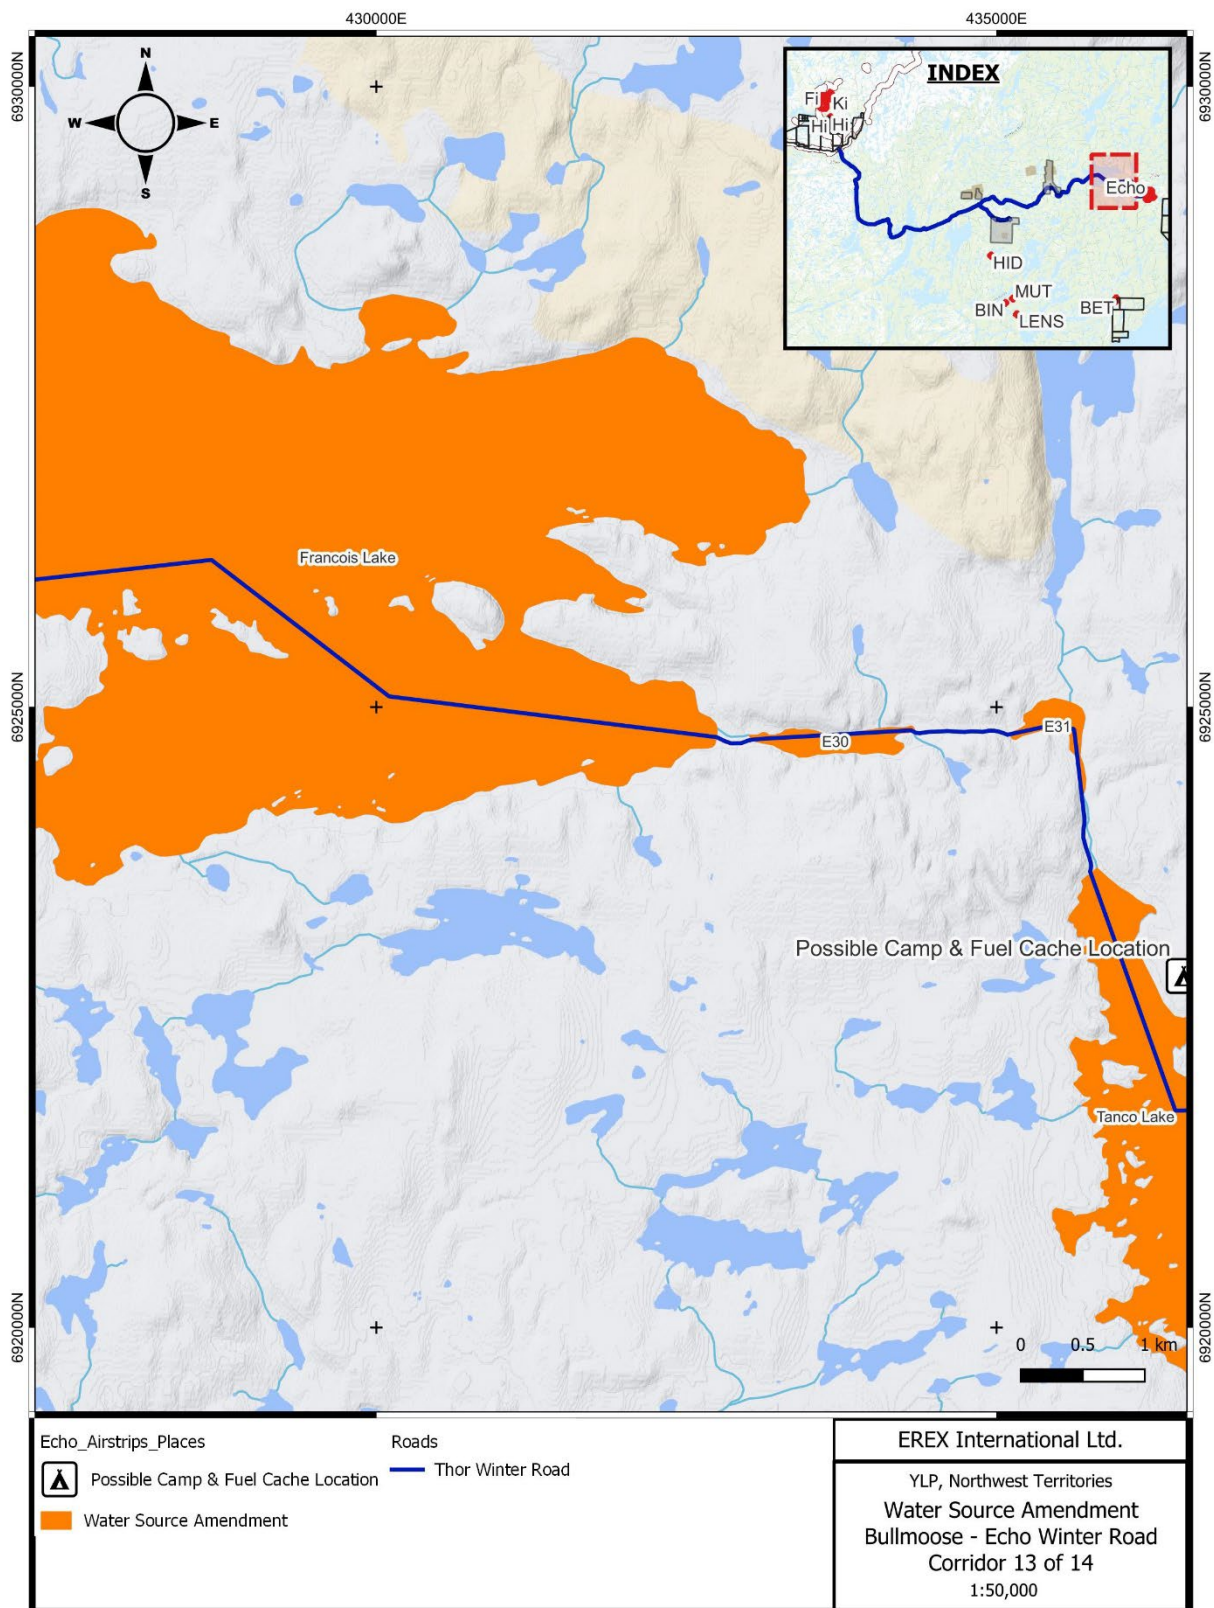 430000E
435000E
6930000N
6930000N
N
W
E
S
INDEX
Fi
Ki
Hi
Hi
Echo
HID
MUT
BIN
LENS
BET
Francois Lake
6925000N
6925000N
E30
E31
Possible Camp & Fuel Cache Location
Tanco Lake
6920000N
6920000N
0 0.5 1 km
Echo_Airstrips_Places
Possible Camp & Fuel Cache Location
Water Source Amendment
Roads
Thor Winter Road
EREX International Ltd.
YLP, Northwest Territories
Water Source Amendment
Bullmoose - Echo Winter Road
Corridor 13 of 14
1:50,000